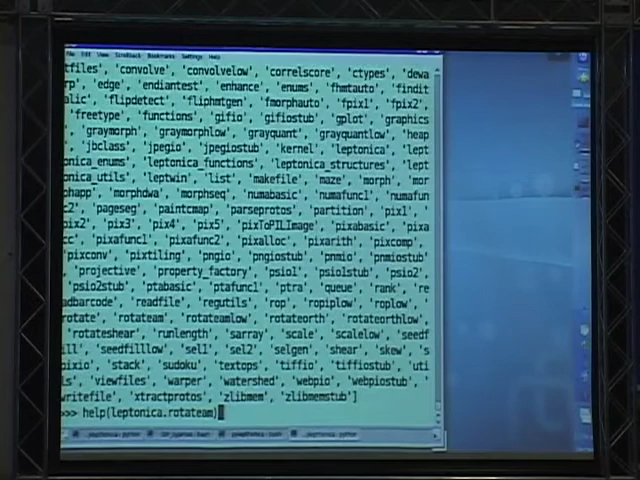 File Edit View Scrollback Bookmarks Settings Help
tfiles', 'convolve', 'convolvelow', 'correlscore', 'ctypes', 'dewa
rp', 'edge', 'endiantest', 'enhance', 'enums', 'fhmtauto', 'findit
alic', 'flipdetect', 'fliphmtgen', 'fmorphauto', 'fpix1', 'fpix2',
'freetype', 'functions', 'gifio', 'gifiostub', 'gplot', 'graphics
', 'graymorph', 'graymorphlow', 'grayquant', 'grayquantlow', 'heap
', 'jbclass', 'jpegio', 'jpegiostub', 'kernel', 'leptonica', 'lept
onica_enums', 'leptonica_functions', 'leptonica_structures', 'lept
onica_utils', 'leptwin', 'list', 'makefile', 'maze', 'morph', 'mor
phapp', 'morphdwa', 'morphseq', 'numabasic', 'numafunc1', 'numafun
c2', 'pageseg', 'paintcmap', 'parseprotos', 'partition', 'pix1',
'pix2', 'pix3', 'pix4', 'pix5', 'pixToPILImage', 'pixabasic', 'pixa
cc', 'pixafunc1', 'pixafunc2', 'pixalloc', 'pixarith', 'pixcomp',
'pixconv', 'pixtiling', 'pngio', 'pngiostub', 'pnmio', 'pnmiostub'
, 'projective', 'property_factory', 'psio1', 'psio1stub', 'psio2',
'psio2stub', 'ptabasic', 'ptafunc1', 'ptra', 'queue', 'rank', 're
adbarcode', 'readfile', 'regutils', 'rop', 'ropiplow', 'roplow', '
rotate', 'rotateam', 'rotateamlow', 'rotateorth', 'rotateorthlow',
'rotateshear', 'runlength', 'sarray', 'scale', 'scalelow', 'seedf
ill', 'seedfilllow', 'sel1', 'sel2', 'selgen', 'shear', 'skew', 's
pixio', 'stack', 'sudoku', 'textops', 'tiffio', 'tiffiostub', 'uti
ls', 'viewfiles', 'warper', 'watershed', 'webpio', 'webpiostub', '
writefile', 'xtractprotos', 'zlibmem', 'zlibmemstub']
>>> help(leptonica.rotateam)